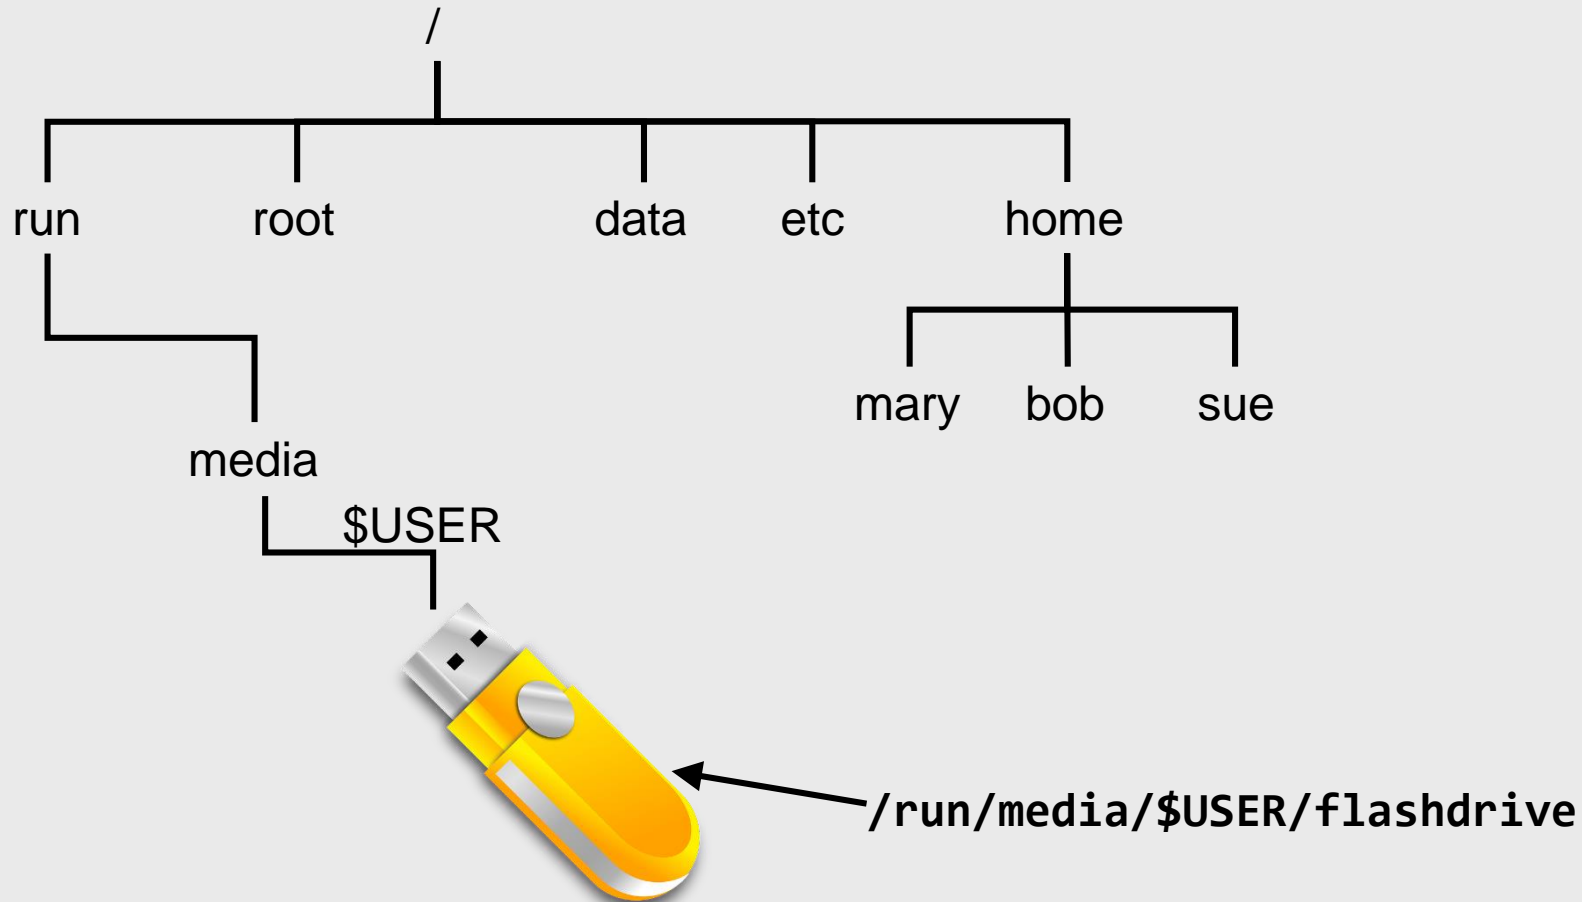 /
run root data etc home
mary bob sue
media
$USER
/run/media/$USER/flashdrive